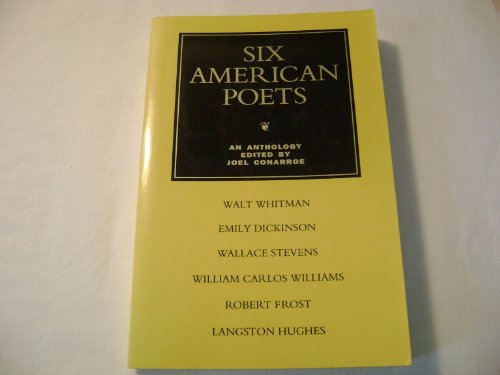 SIX
AMERICAN
POETS
AN ANTHOLOGY
EDITED BY
JOEL CONARROE
WALT WHITMAN
EMILY DICKINSON
WALLACE STEVENS
WILLIAM CARLOS WILLIAMS
ROBERT FROST
LANGSTON HUGHES